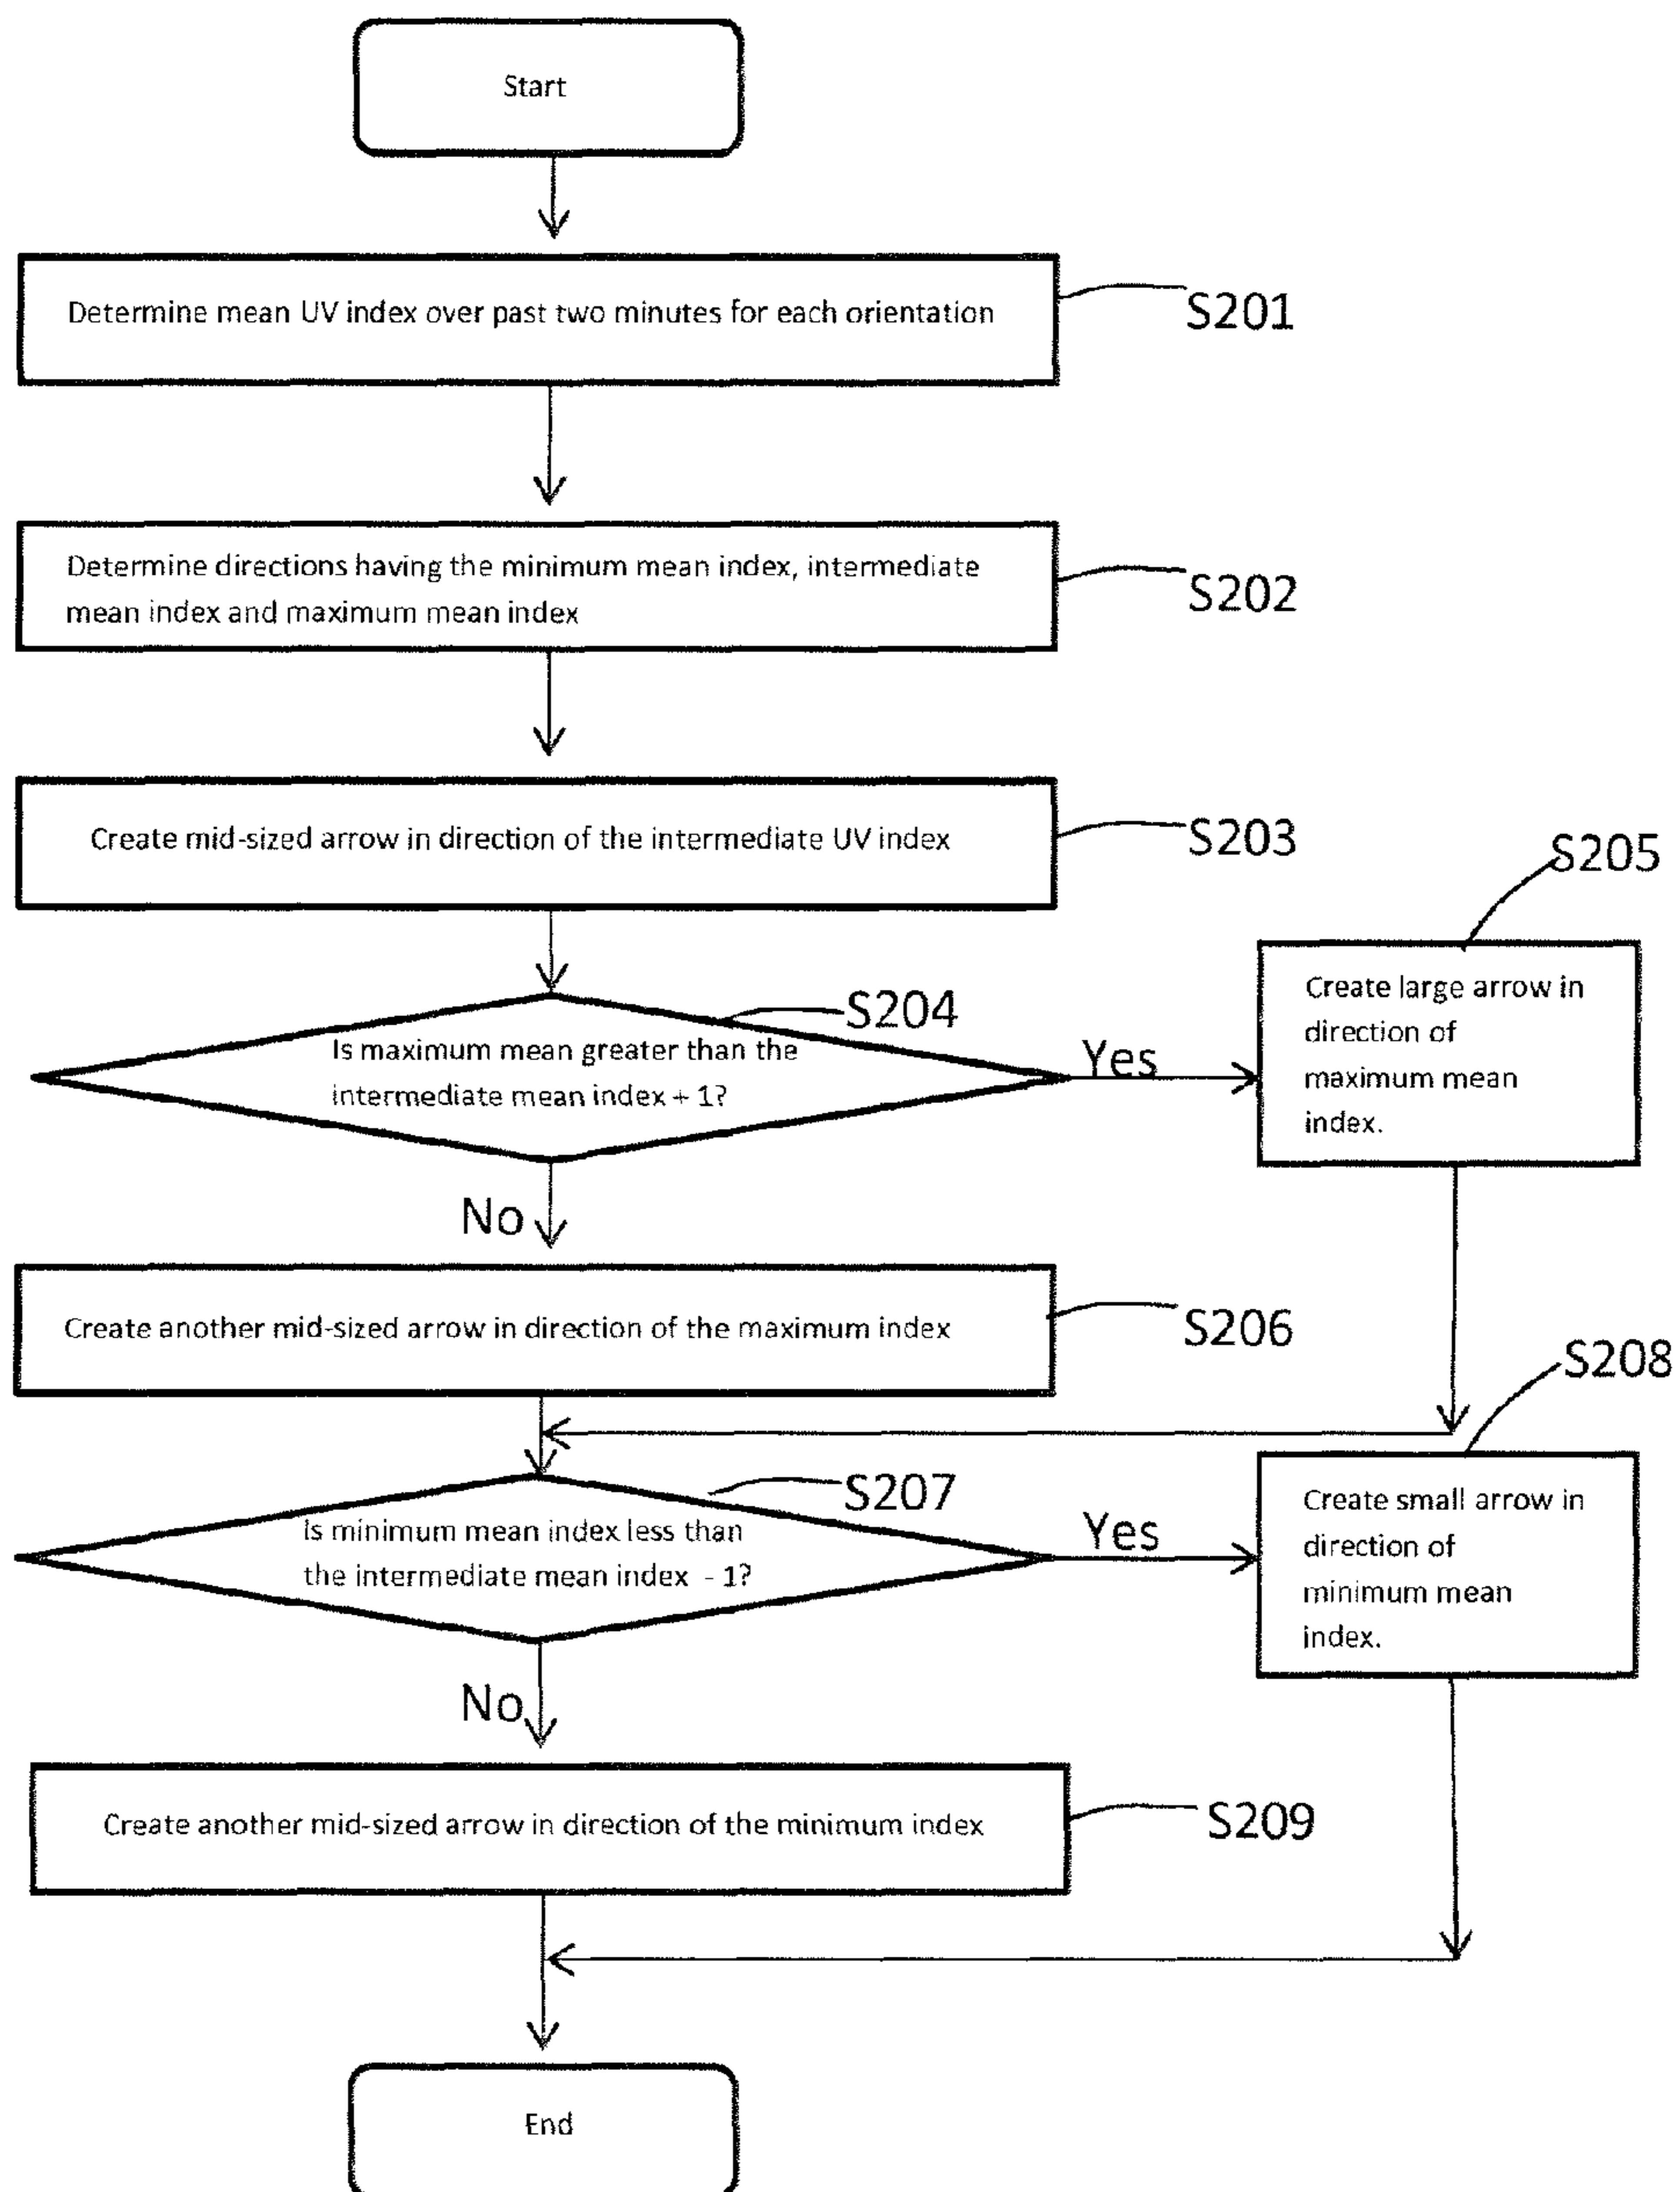 Start
Determine mean UV index over past two minutes for each orientation
S201
Determine directions having the minimum mean index, intermediate
mean index and maximum mean index
S202
Create mid-sized arrow in direction of the intermediate UV index
S203
S204
Is maximum mean greater than the
intermediate mean index + 1?
Yes
S205
Create large arrow in
direction of
maximum mean
index.
No
Create another mid-sized arrow in direction of the maximum index
S206
S207
Is minimum mean index less than
the intermediate mean index - 1?
Yes
S208
Create small arrow in
direction of
minimum mean
index.
No
Create another mid-sized arrow in direction of the minimum index
S209
End